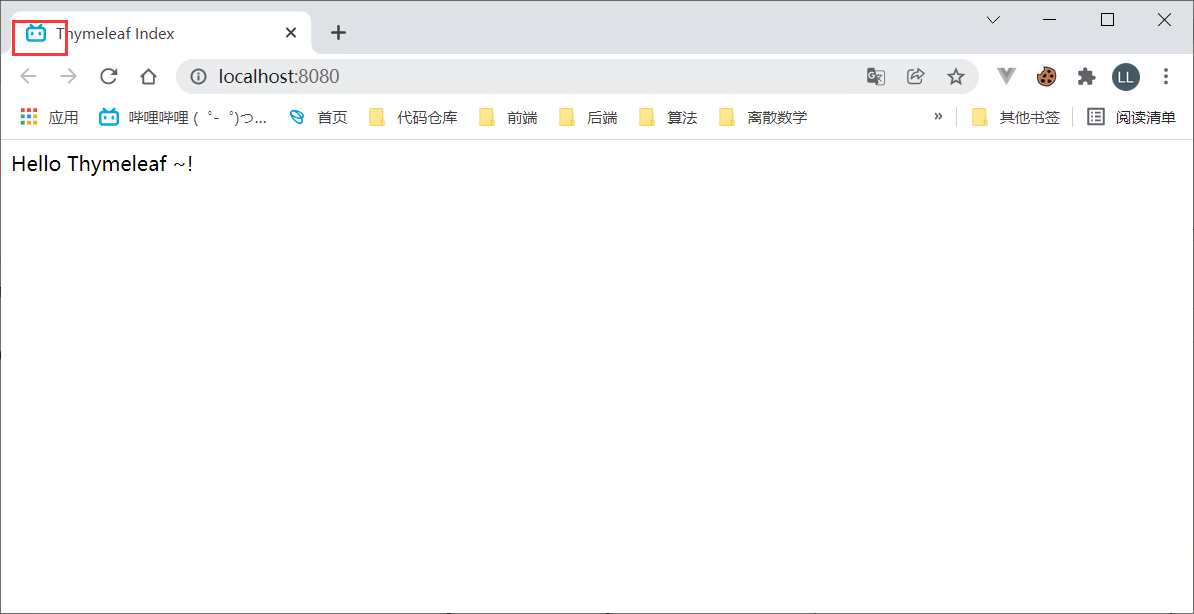 Thymeleaf Index
localhost:8080
LL
应用 哔哩哔哩 (゜-゜)つ... 首页 代码仓库 前端 后端 算法 离散数学 » 其他书签 阅读清单
Hello Thymeleaf ~!